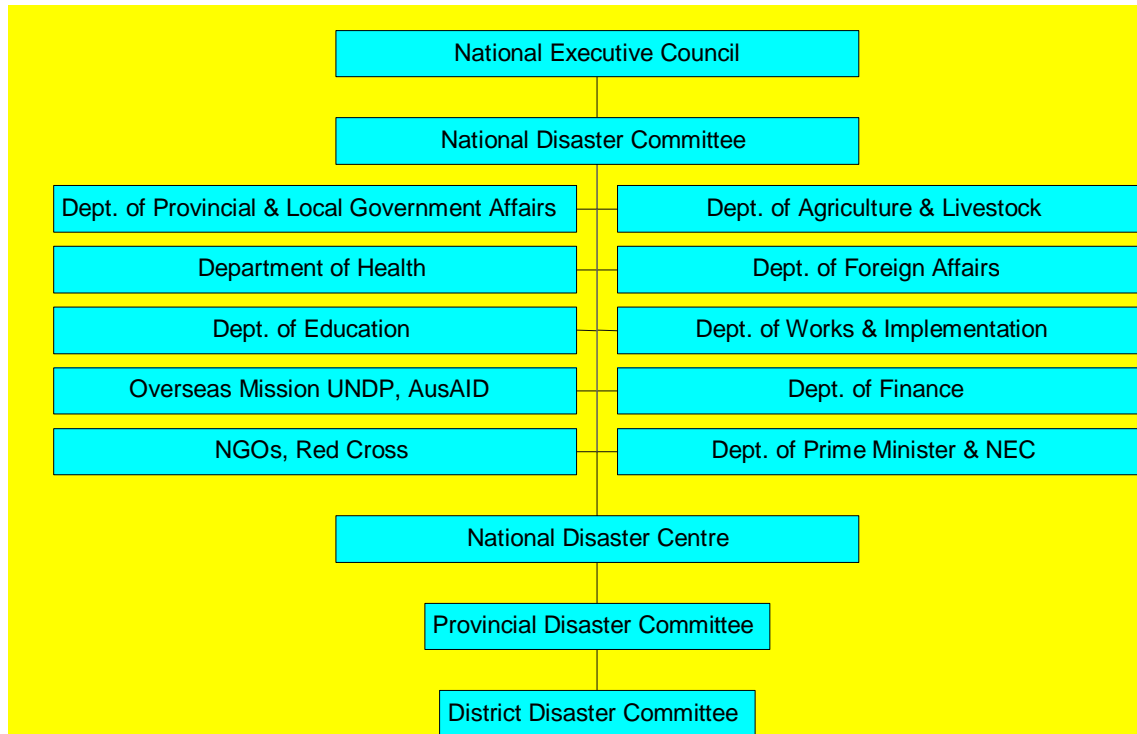 National Executive Council
National Disaster Committee
Dept. of Provincial & Local Government Affairs
Dept. of Agriculture & Livestock
Department of Health
Dept. of Foreign Affairs
Dept. of Education
Dept. of Works & Implementation
Overseas Mission UNDP, AusAID
Dept. of Finance
NGOs, Red Cross
Dept. of Prime Minister & NEC
National Disaster Centre
Provincial Disaster Committee
District Disaster Committee